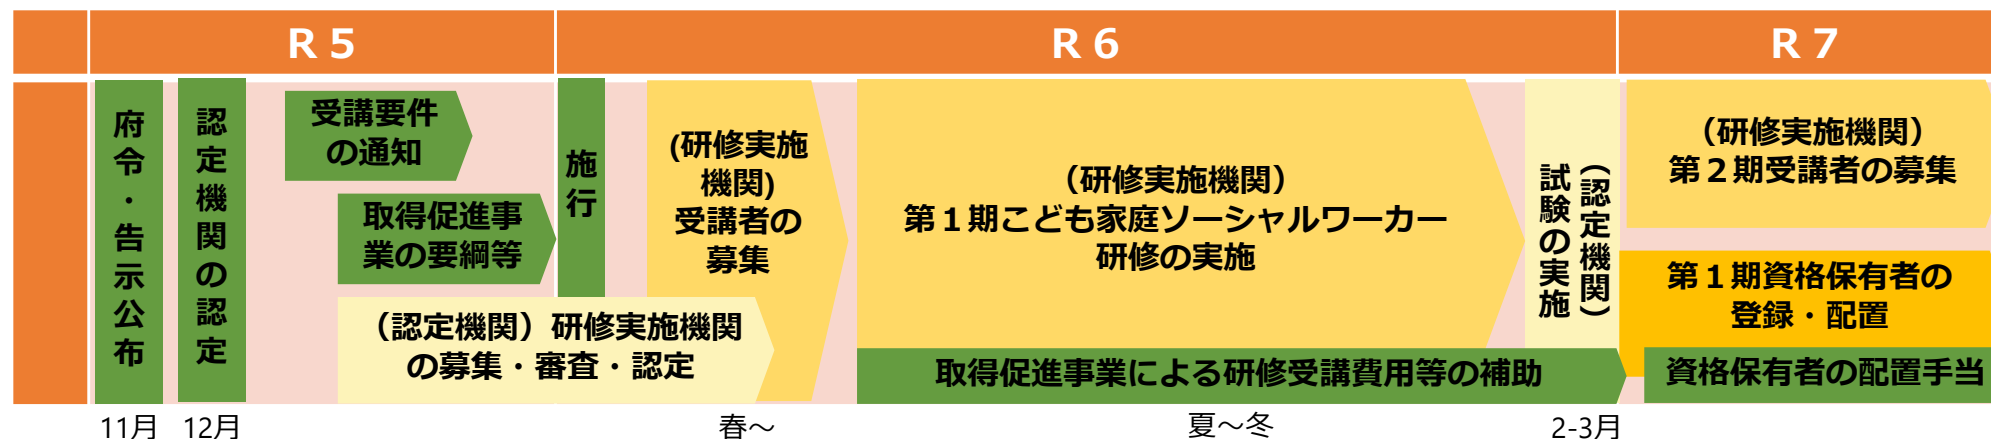 R５
R６
R７
府令・告示公布
認定機関の認定
受講要件
の通知
取得促進事
業の要綱等
（認定機関）研修実施機関
の募集・審査・認定
施行
(研修実施
機関)
受講者の
募集
（研修実施機関）
第１期こども家庭ソーシャルワーカー
研修の実施
取得促進事業による研修受講費用等の補助
（認定機関）
試験の実施
（研修実施機関）
第２期受講者の募集
第１期資格保有者の
登録・配置
資格保有者の配置手当
11月
12月
春～
夏～冬
2-3月